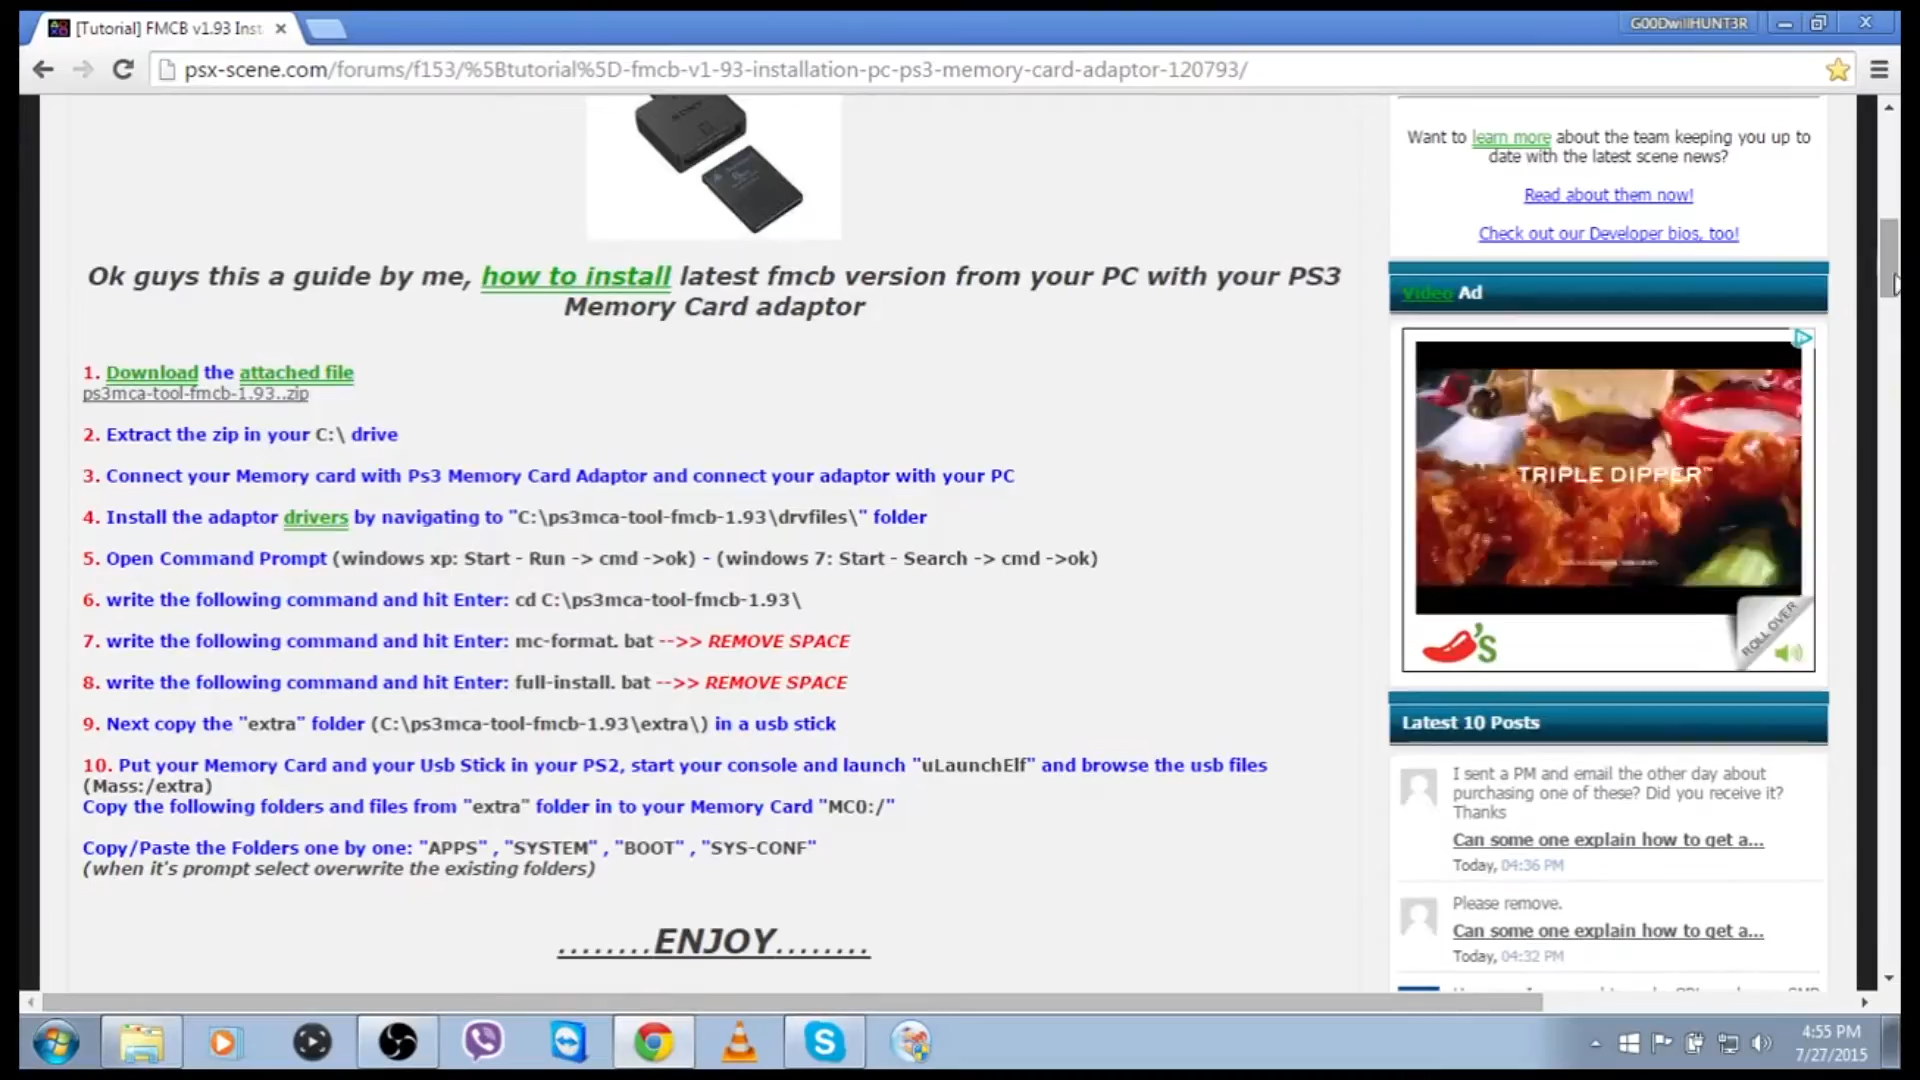 [Tutorial] FMCB v1.93 Inst
G00DwillHUNT3R
psx-scene.com/forums/f153/%5Btutorial%5D-fmcb-v1-93-installation-pc-ps3-memory-card-adaptor-120793/
SONY
Want to learn more about the team keeping you up to
date with the latest scene news?
Read about them now!
Check out our Developer bios, too!
Ok guys this a guide by me, how to install latest fmcb version from your PC with your PS3
Memory Card adaptor
Video Ad
1. Download the attached file
ps3mca-tool-fmcb-1.93..zip
2. Extract the zip in your C:\ drive
3. Connect your Memory card with Ps3 Memory Card Adaptor and connect your adaptor with your PC
4. Install the adaptor drivers by navigating to "C:\ps3mca-tool-fmcb-1.93\drvfiles\" folder
5. Open Command Prompt (windows xp: Start - Run -> cmd ->ok) - (windows 7: Start - Search -> cmd ->ok)
6. write the following command and hit Enter: cd C:\ps3mca-tool-fmcb-1.93\
7. write the following command and hit Enter: mc-format. bat -->> REMOVE SPACE
8. write the following command and hit Enter: full-install. bat -->> REMOVE SPACE
9. Next copy the "extra" folder (C:\ps3mca-tool-fmcb-1.93\extra\) in a usb stick
10. Put your Memory Card and your Usb Stick in your PS2, start your console and launch "uLaunchElf" and browse the usb files
(Mass:/extra)
Copy the following folders and files from "extra" folder in to your Memory Card "MC0:/"
Copy/Paste the Folders one by one: "APPS" , "SYSTEM" , "BOOT" , "SYS-CONF"
(when it's prompt select overwrite the existing folders)
........ENJOY........
TRIPLE DIPPER™
ROLL OVER
's
Latest 10 Posts
I sent a PM and email the other day about
purchasing one of these? Did you receive it?
Thanks
Can some one explain how to get a...
Today, 04:36 PM
Please remove.
Can some one explain how to get a...
Today, 04:32 PM
4:55 PM
7/27/2015